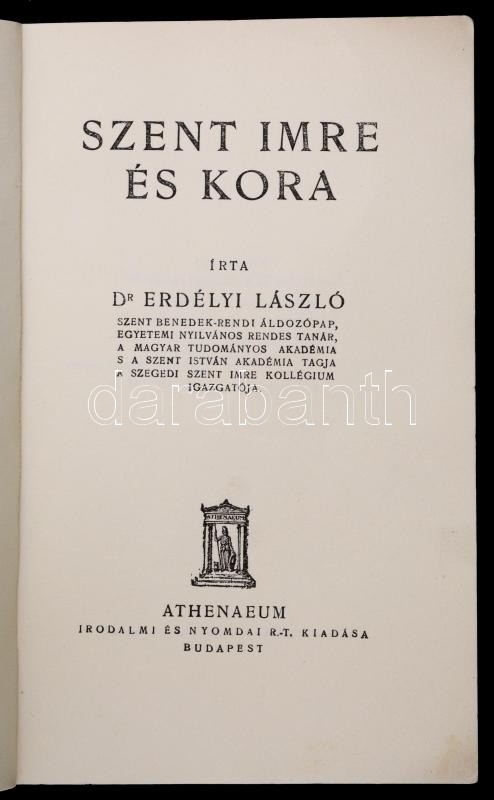 SZENT IMRE
ÉS KORA
ÍRTA
DR ERDÉLYI LÁSZLÓ
SZENT BENEDEK-RENDI ÁLDOZÓPAP,
EGYETEMI NYILVÁNOS RENDES TANÁR,
A MAGYAR TUDOMÁNYOS AKADÉMIA
S A SZENT ISTVÁN AKADÉMIA TAGJA
A SZEGEDI SZENT IMRE KOLLÉGIUM
IGAZGATÓJA.
darabanth
ATHENAEUM
ATHENAEUM
IRODALMI ÉS NYOMDAI R.-T. KIADÁSA
BUDAPEST